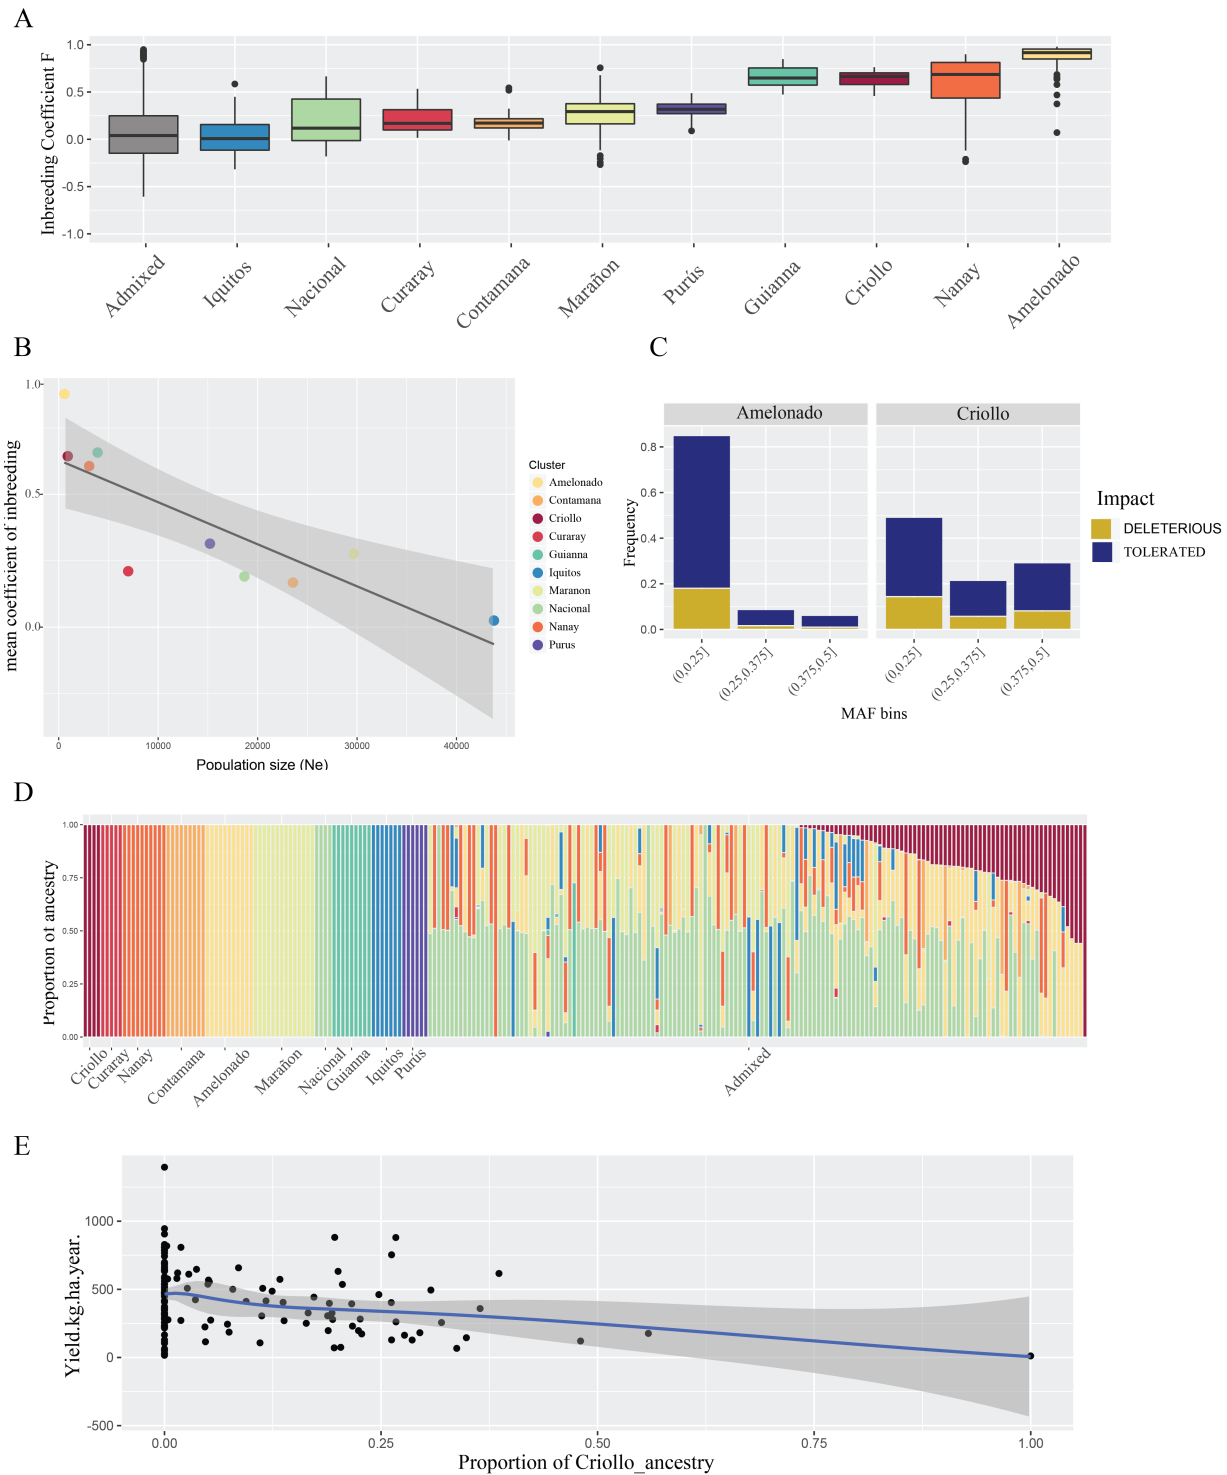 A
Inbreeding Coefficient F
1.0
0.5
0.0
-0.5
-1.0
Admixed
Iquitos
Nacional
Curaray
Contamana
Marañon
Purús
Guianna
Criollo
Nanay
Amelonado
B
mean coefficient of inbreeding
1.0
0.5
0.0
0
10000
20000
30000
40000
Population size (Ne)
Cluster
Amelonado
Contamana
Criollo
Curaray
Guianna
Iquitos
Maranon
Nacional
Nanay
Purus
C
Amelonado
Criollo
Frequency
0.8
0.6
0.4
0.2
0.0
(0,0.25]
(0.25,0.375]
(0.375,0.5]
(0,0.25]
(0.25,0.375]
(0.375,0.5]
MAF bins
Impact
DELETERIOUS
TOLERATED
D
Proportion of ancestry
1.00
0.75
0.50
0.25
0.00
Criollo
Curaray
Nanay
Contamana
Amelonado
Marañon
Nacional
Guianna
Iquitos
Purús
Admixed
E
Yield.kg.ha.year.
1000
500
0
-500
0.00
0.25
0.50
0.75
1.00
Proportion of Criollo_ancestry